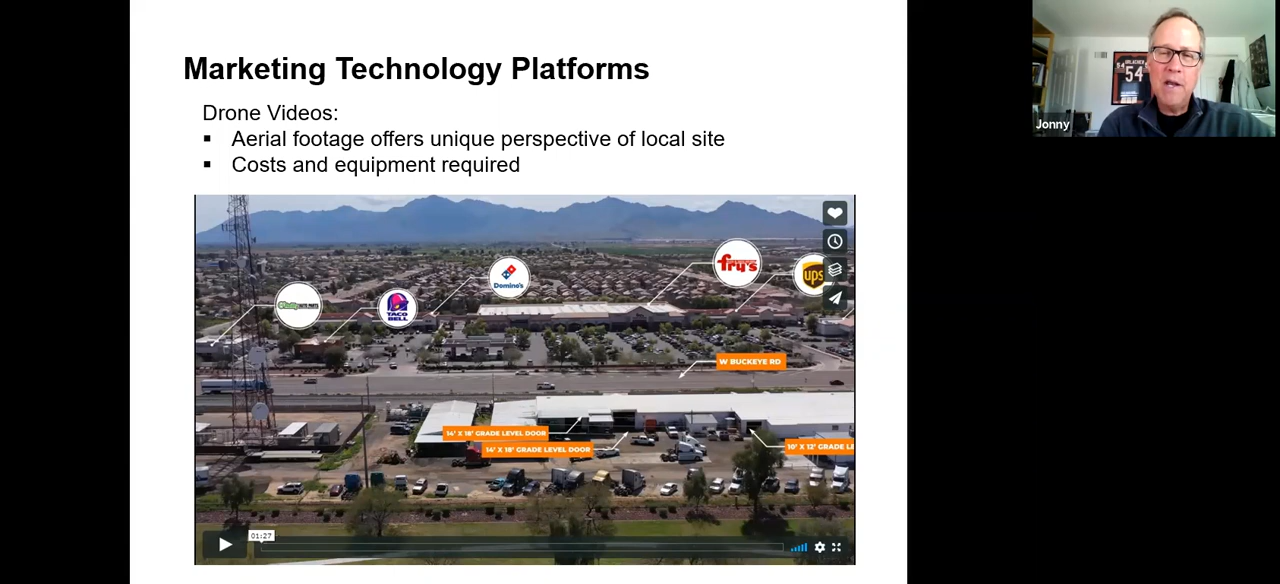 Marketing Technology Platforms
Drone Videos:
Aerial footage offers unique perspective of local site
Costs and equipment required
Jonny
URLACHER
54
TACO
BELL
Domino's
fry's
ups
W BUCKEYE RD
14' X 18' GRADE LEVEL DOOR
14' X 18' GRADE LEVEL DOOR
10' X 12' GRADE LE
01:27